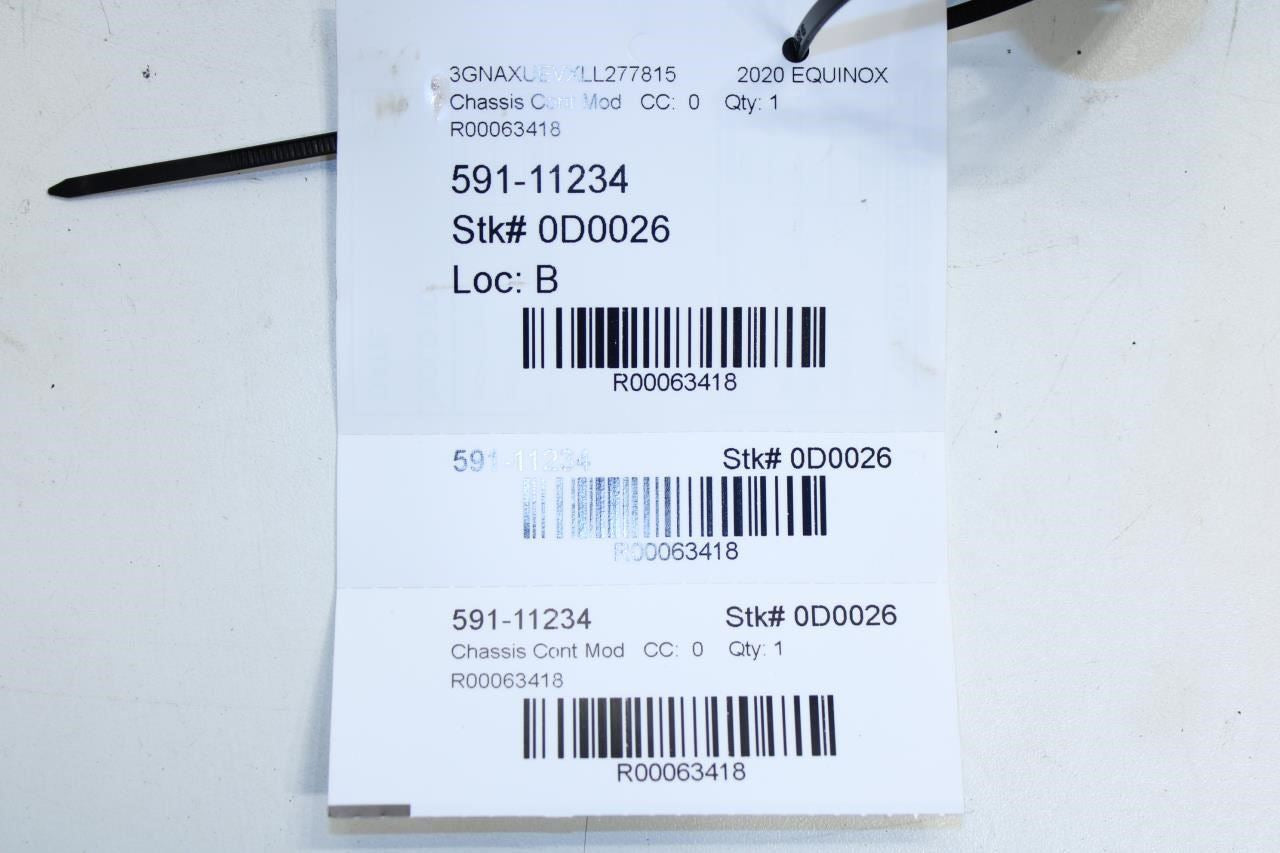 3GNAXUEVXLL277815 2020 EQUINOX
Chassis Cont Mod CC: 0 Qty: 1
R00063418
591-11234
Stk# 0D0026
Loc: B
R00063418
591-11234 Stk# 0D0026
R00063418
591-11234 Stk# 0D0026
Chassis Cont Mod CC: 0 Qty: 1
R00063418
R00063418